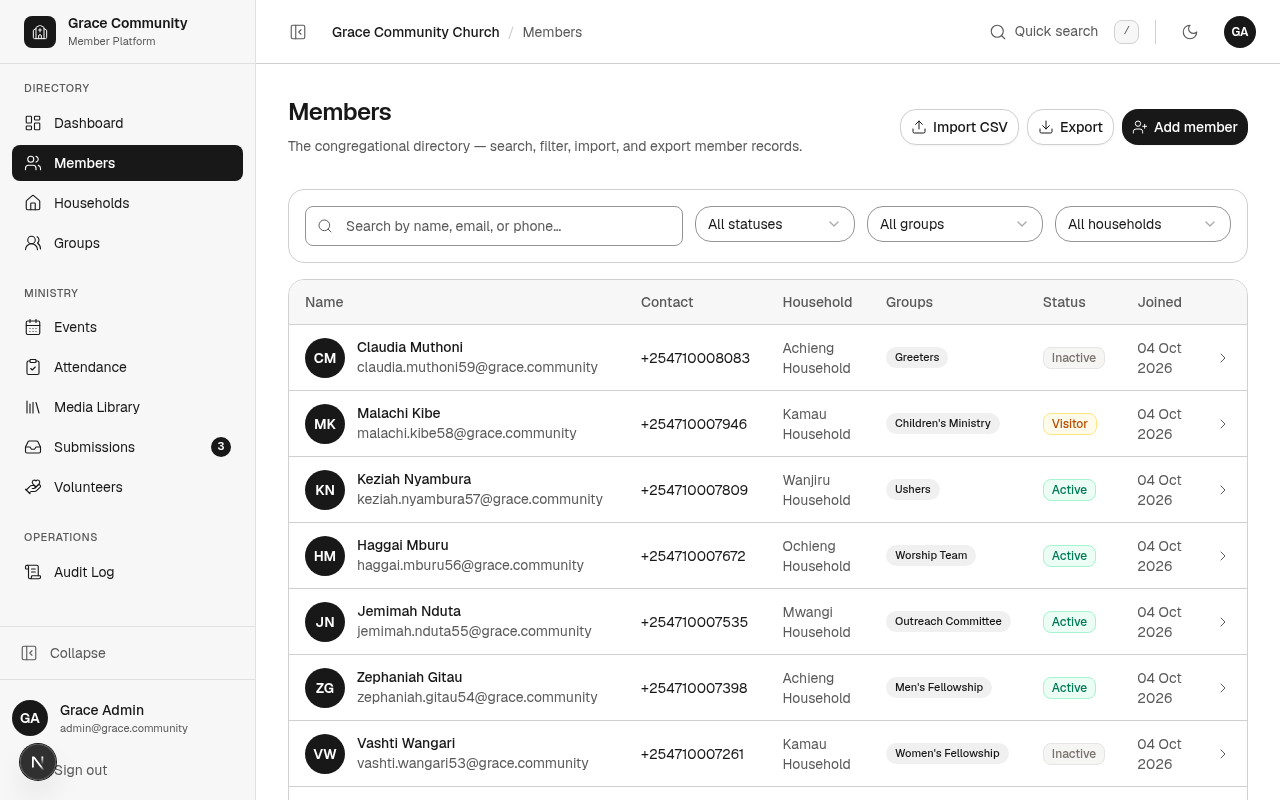 Grace Community
Member Platform
DIRECTORY
Dashboard
Members
Households
Groups
MINISTRY
Events
Attendance
Media Library
Submissions 3
Volunteers
OPERATIONS
Audit Log
Collapse
GA Grace Admin
admin@grace.community
N Sign out
Grace Community Church / Members
Quick search /
GA
Members
The congregational directory — search, filter, import, and export member records.
Import CSV
Export
Add member
Search by name, email, or phone…
All statuses
All groups
All households
Name Contact Household Groups Status Joined
CM Claudia Muthoni
claudia.muthoni59@grace.community
+254710008083
Achieng
Household
Greeters
Inactive
04 Oct
2026
MK Malachi Kibe
malachi.kibe58@grace.community
+254710007946
Kamau
Household
Children's Ministry
Visitor
04 Oct
2026
KN Keziah Nyambura
keziah.nyambura57@grace.community
+254710007809
Wanjiru
Household
Ushers
Active
04 Oct
2026
HM Haggai Mburu
haggai.mburu56@grace.community
+254710007672
Ochieng
Household
Worship Team
Active
04 Oct
2026
JN Jemimah Nduta
jemimah.nduta55@grace.community
+254710007535
Mwangi
Household
Outreach Committee
Active
04 Oct
2026
ZG Zephaniah Gitau
zephaniah.gitau54@grace.community
+254710007398
Achieng
Household
Men's Fellowship
Active
04 Oct
2026
VW Vashti Wangari
vashti.wangari53@grace.community
+254710007261
Kamau
Household
Women's Fellowship
Inactive
04 Oct
2026